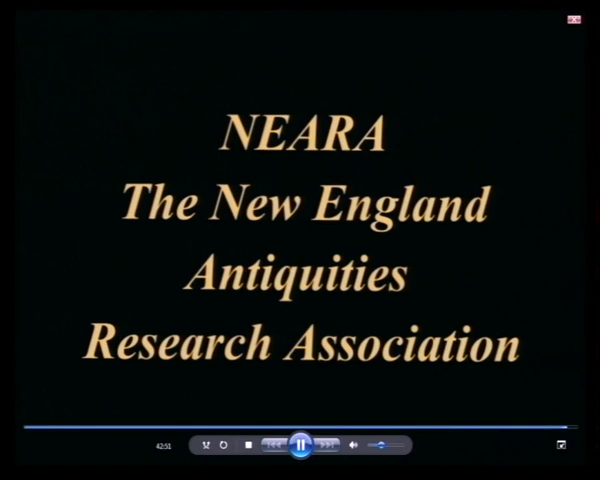 NEARA
The New England
Antiquities
Research Association
42:51